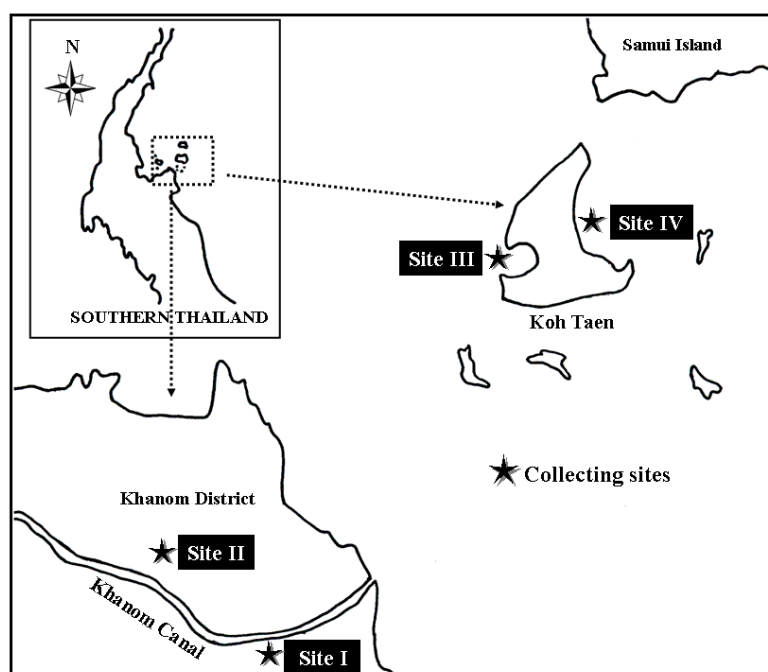 N
SOUTHERN THAILAND
Samui Island
Site IV
Site III
Koh Taen
Collecting sites
Khanom District
Site II
Khanom Canal
Site I